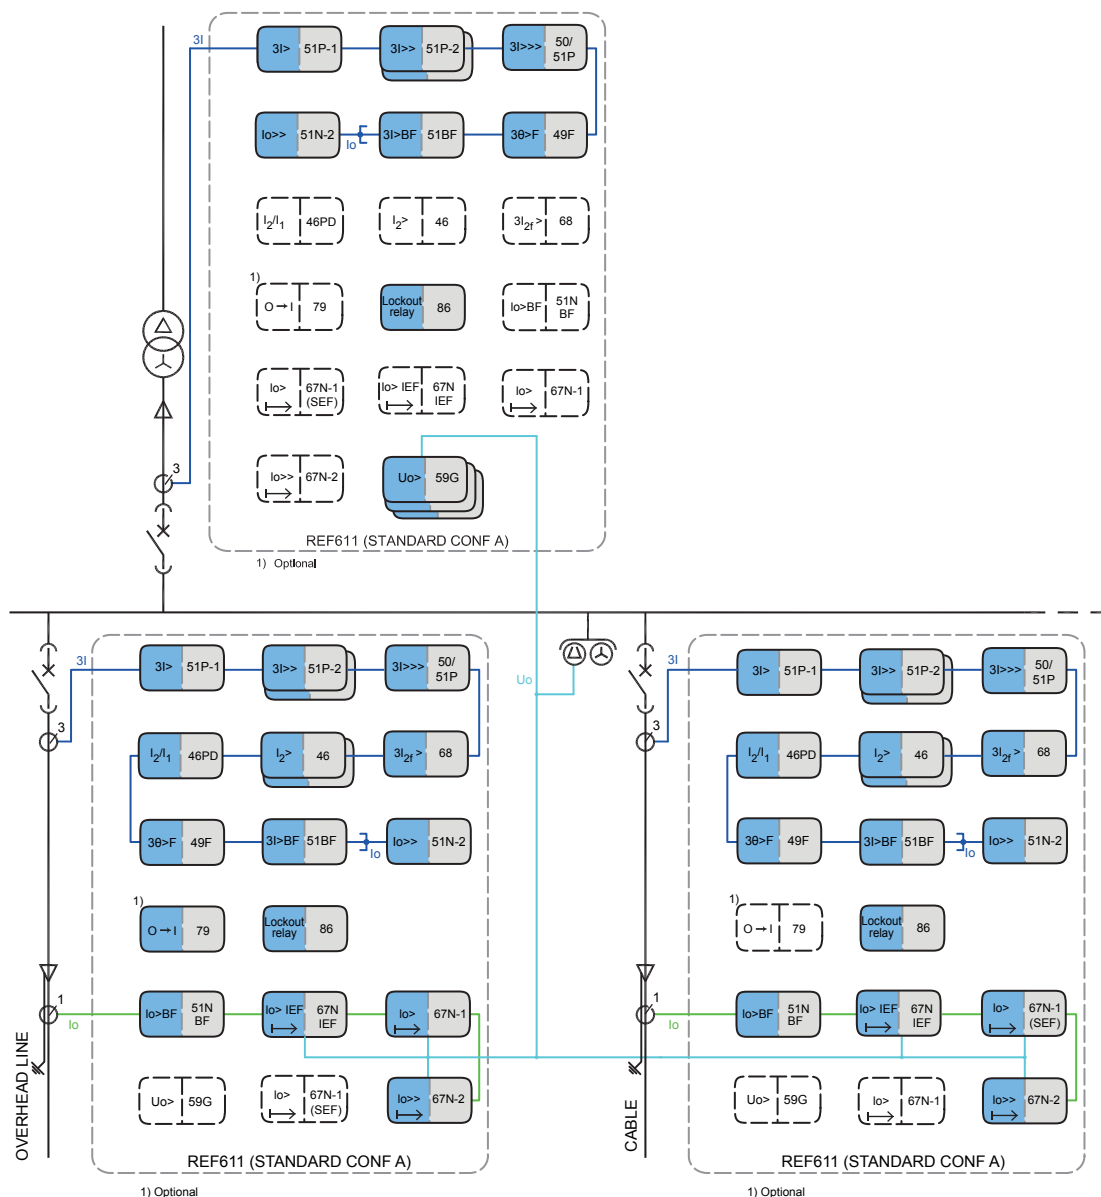 3I
3I> 51P-1
3I>> 51P-2
3I>>> 50/
51P
Io>> 51N-2
Io
3I>BF 51BF
3θ>F 49F
I2/I1 46PD
I2> 46
3I2f> 68
1)
O → I 79
Lockout
relay 86
Io>BF 51N
BF
Io> 67N-1
(SEF)
Io> IEF 67N
IEF
Io> 67N-1
3
Io>> 67N-2
Uo> 59G
REF611 (STANDARD CONF A)
1) Optional
3I
3I> 51P-1
3I>> 51P-2
3I>>> 50/
51P
Uo
3
I2/I1 46PD
I2> 46
3I2f> 68
3θ>F 49F
3I>BF 51BF
Io
Io>> 51N-2
1)
O → I 79
Lockout
relay 86
1
Io
Io>BF 51N
BF
Io> IEF 67N
IEF
Io> 67N-1
Uo> 59G
Io> 67N-1
(SEF)
Io>> 67N-2
OVERHEAD LINE
REF611 (STANDARD CONF A)
1) Optional
3I
3I> 51P-1
3I>> 51P-2
3I>>> 50/
51P
3
I2/I1 46PD
I2> 46
3I2f> 68
3θ>F 49F
3I>BF 51BF
Io
Io>> 51N-2
1)
O → I 79
Lockout
relay 86
1
Io
Io>BF 51N
BF
Io> IEF 67N
IEF
Io> 67N-1
(SEF)
Uo> 59G
Io> 67N-1
Io>> 67N-2
CABLE
REF611 (STANDARD CONF A)
1) Optional